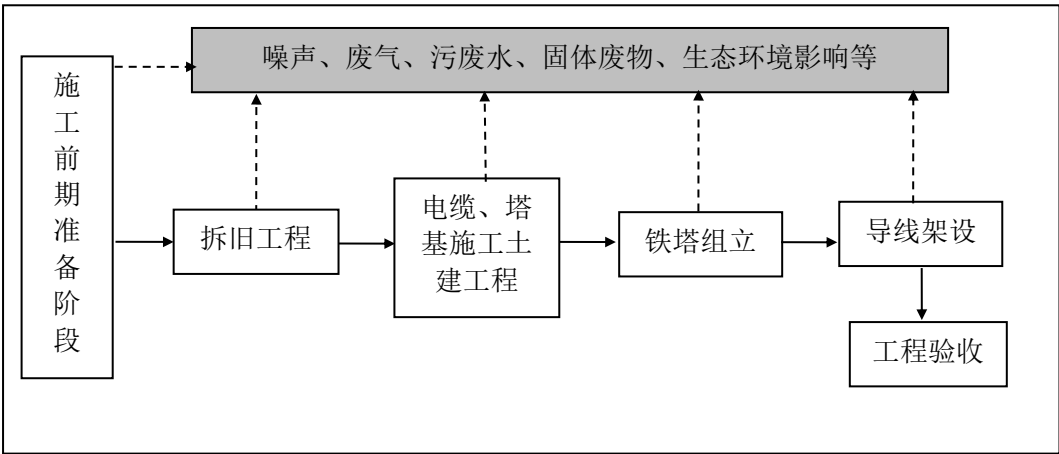 噪声、废气、污废水、固体废物、生态环境影响等
施
工
前
期
准
备
阶
段
拆旧工程
电缆、塔
基施工土
建工程
铁塔组立
导线架设
工程验收